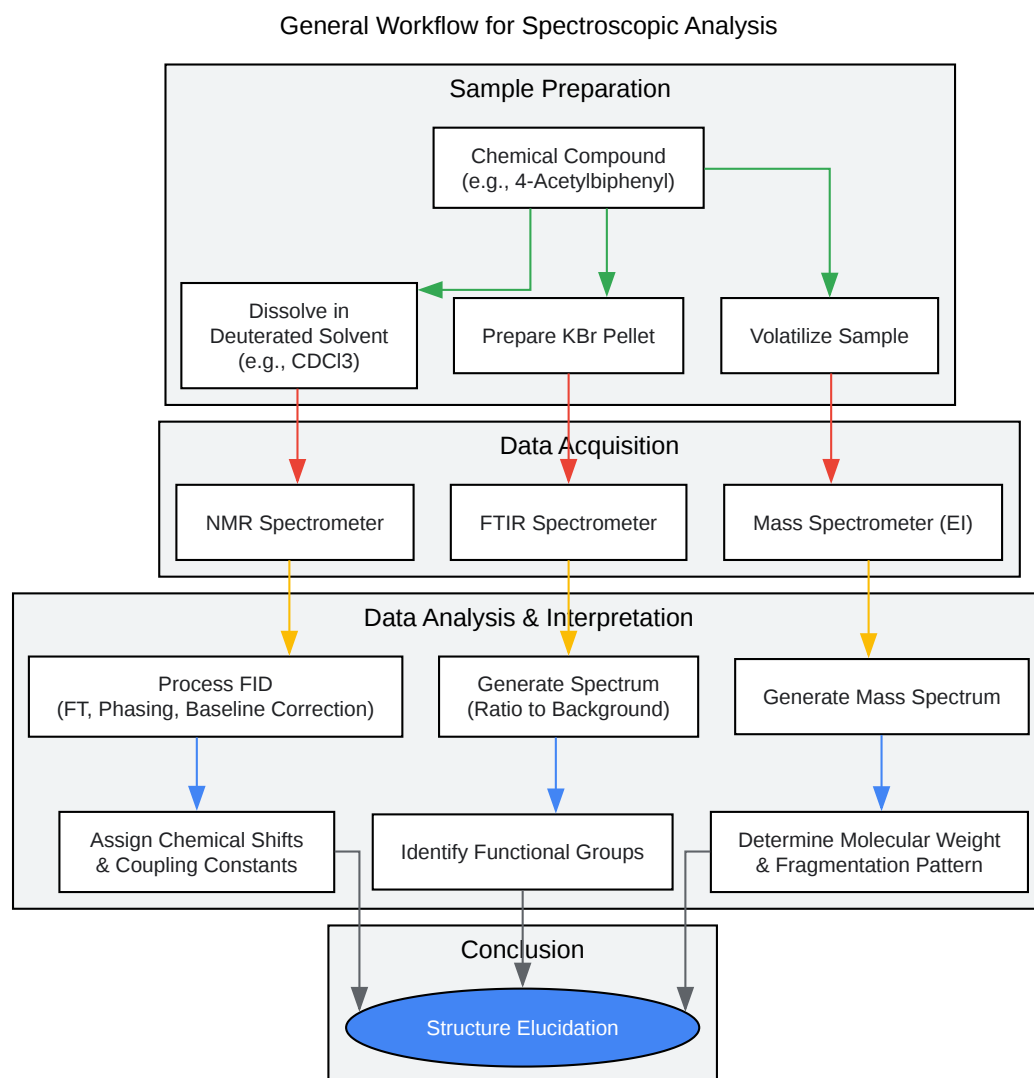 General Workflow for Spectroscopic Analysis
Sample Preparation
Chemical Compound
(e.g., 4-Acetylbiphenyl)
Dissolve in
Deuterated Solvent
(e.g., CDCl3)
Prepare KBr Pellet
Volatilize Sample
Data Acquisition
NMR Spectrometer
FTIR Spectrometer
Mass Spectrometer (EI)
Data Analysis & Interpretation
Process FID
(FT, Phasing, Baseline Correction)
Generate Spectrum
(Ratio to Background)
Generate Mass Spectrum
Assign Chemical Shifts
& Coupling Constants
Identify Functional Groups
Determine Molecular Weight
& Fragmentation Pattern
Conclusion
Structure Elucidation